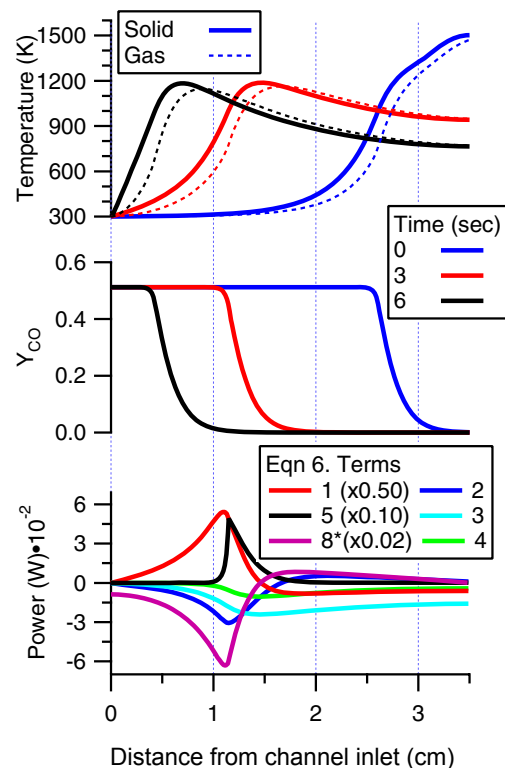 Solid
Gas
Temperature (K)
1500
1200
900
600
300
Time (sec)
0
3
6
Y_CO
0.6
0.4
0.2
0.0
Eqn 6. Terms
1 (x0.50) 2
5 (x0.10) 3
8*(x0.02) 4
Power (W)•10^-2
6
3
0
-3
-6
0 1 2 3
Distance from channel inlet (cm)